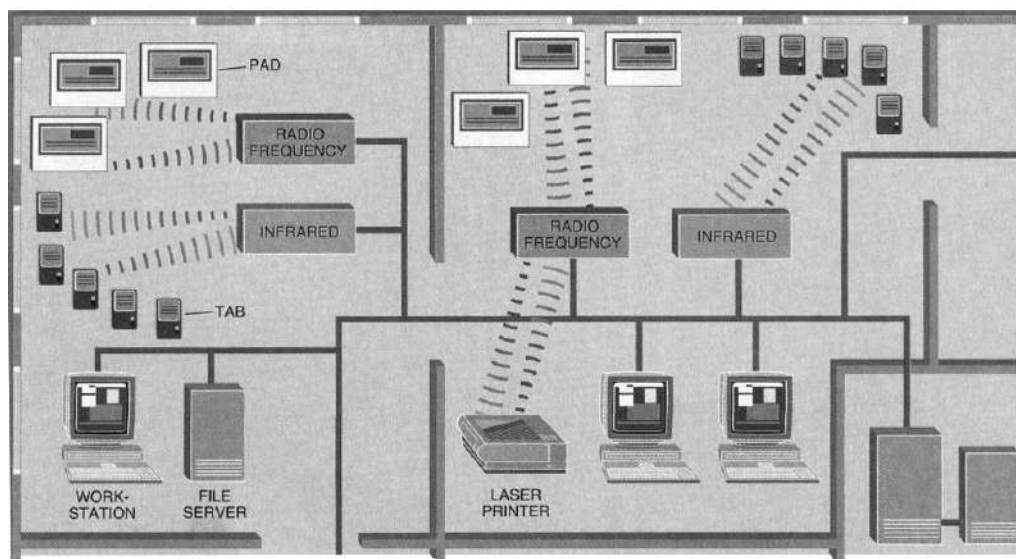 PAD
RADIO
FREQUENCY
INFRARED
TAB
RADIO
FREQUENCY
INFRARED
WORK-
STATION
FILE
SERVER
LASER
PRINTER